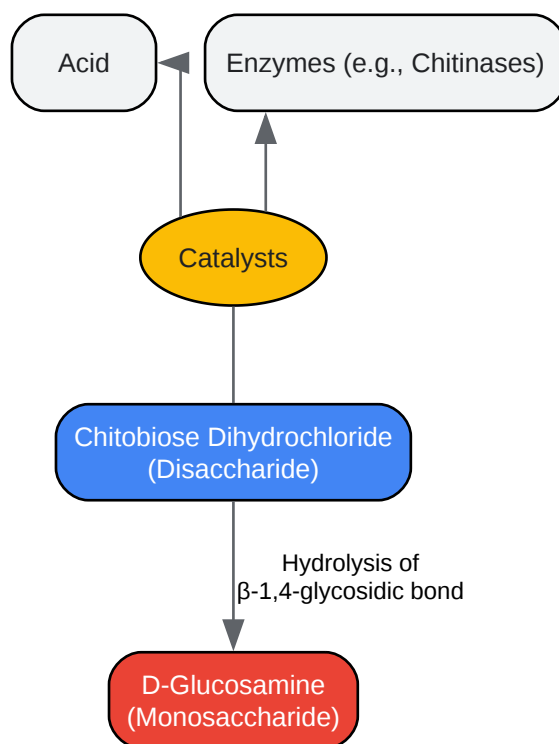 Acid
Enzymes (e.g., Chitinases)
Catalysts
Chitobiose Dihydrochloride
(Disaccharide)
Hydrolysis of
β-1,4-glycosidic bond
D-Glucosamine
(Monosaccharide)